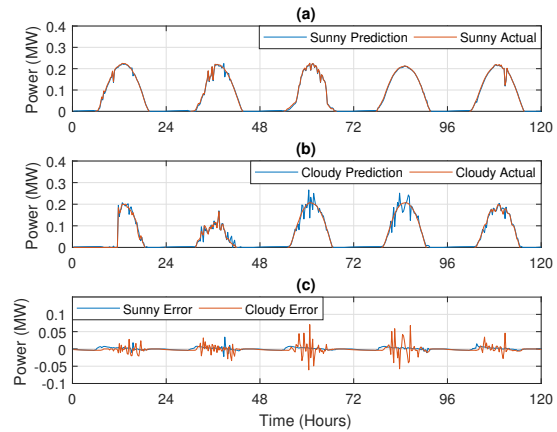 (a)
0.4
0.3
0.2
0.1
0
Power (MW)
Sunny Prediction Sunny Actual
0 24 48 72 96 120
(b)
0.4
0.3
0.2
0.1
0
Power (MW)
Cloudy Prediction Cloudy Actual
0 24 48 72 96 120
(c)
0.1
0.05
0
-0.05
-0.1
Power (MW)
Sunny Error Cloudy Error
0 24 48 72 96 120
Time (Hours)